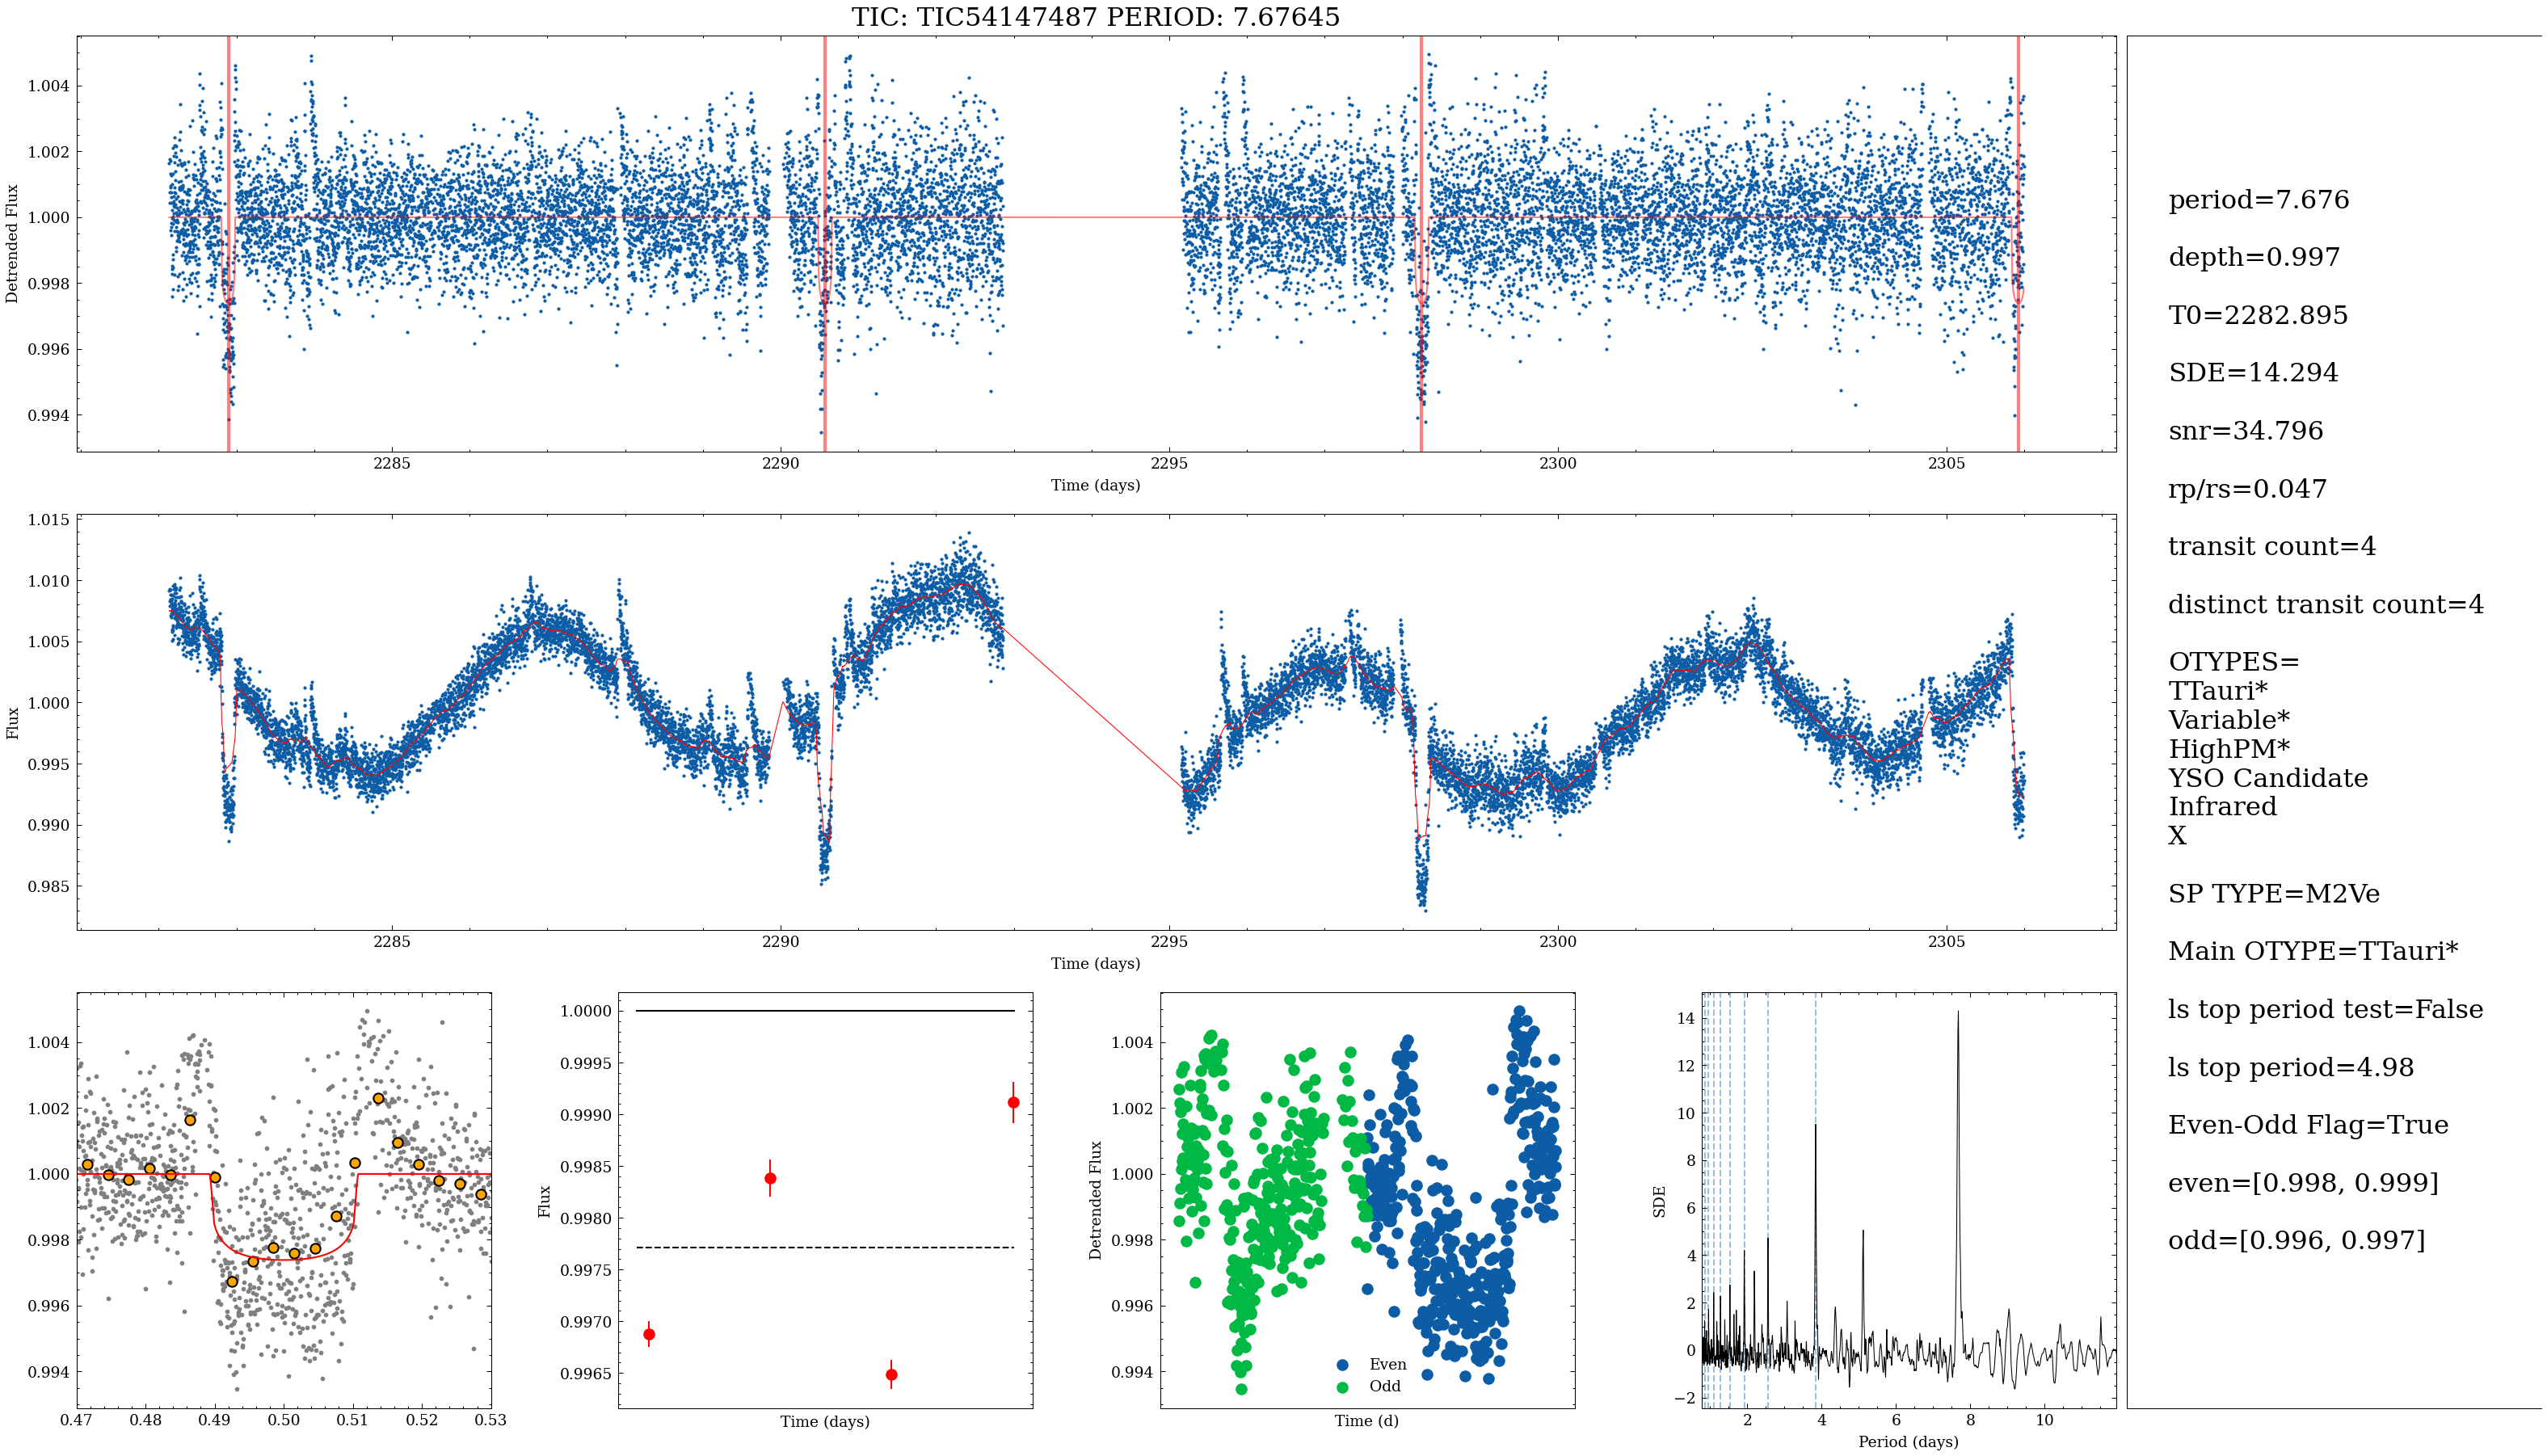 TIC: TIC54147487 PERIOD: 7.67645
1.004
1.002
1.000
0.998
0.996
0.994
Detrended Flux
2285
2290
2295
2300
2305
Time (days)
1.015
1.010
1.005
1.000
0.995
0.990
0.985
Flux
2285
2290
2295
2300
2305
Time (days)
1.004
1.002
1.000
0.998
0.996
0.994
0.47
0.48
0.49
0.50
0.51
0.52
0.53
1.0000
0.9995
0.9990
0.9985
0.9980
0.9975
0.9970
0.9965
Flux
Time (days)
1.004
1.002
1.000
0.998
0.996
0.994
Detrended Flux
Even
Odd
Time (d)
14
12
10
8
6
4
2
0
−2
SDE
2
4
6
8
10
Period (days)
period=7.676
depth=0.997
T0=2282.895
SDE=14.294
snr=34.796
rp/rs=0.047
transit count=4
distinct transit count=4
OTYPES=
TTauri*
Variable*
HighPM*
YSO Candidate
Infrared
X
SP TYPE=M2Ve
Main OTYPE=TTauri*
ls top period test=False
ls top period=4.98
Even-Odd Flag=True
even=[0.998, 0.999]
odd=[0.996, 0.997]